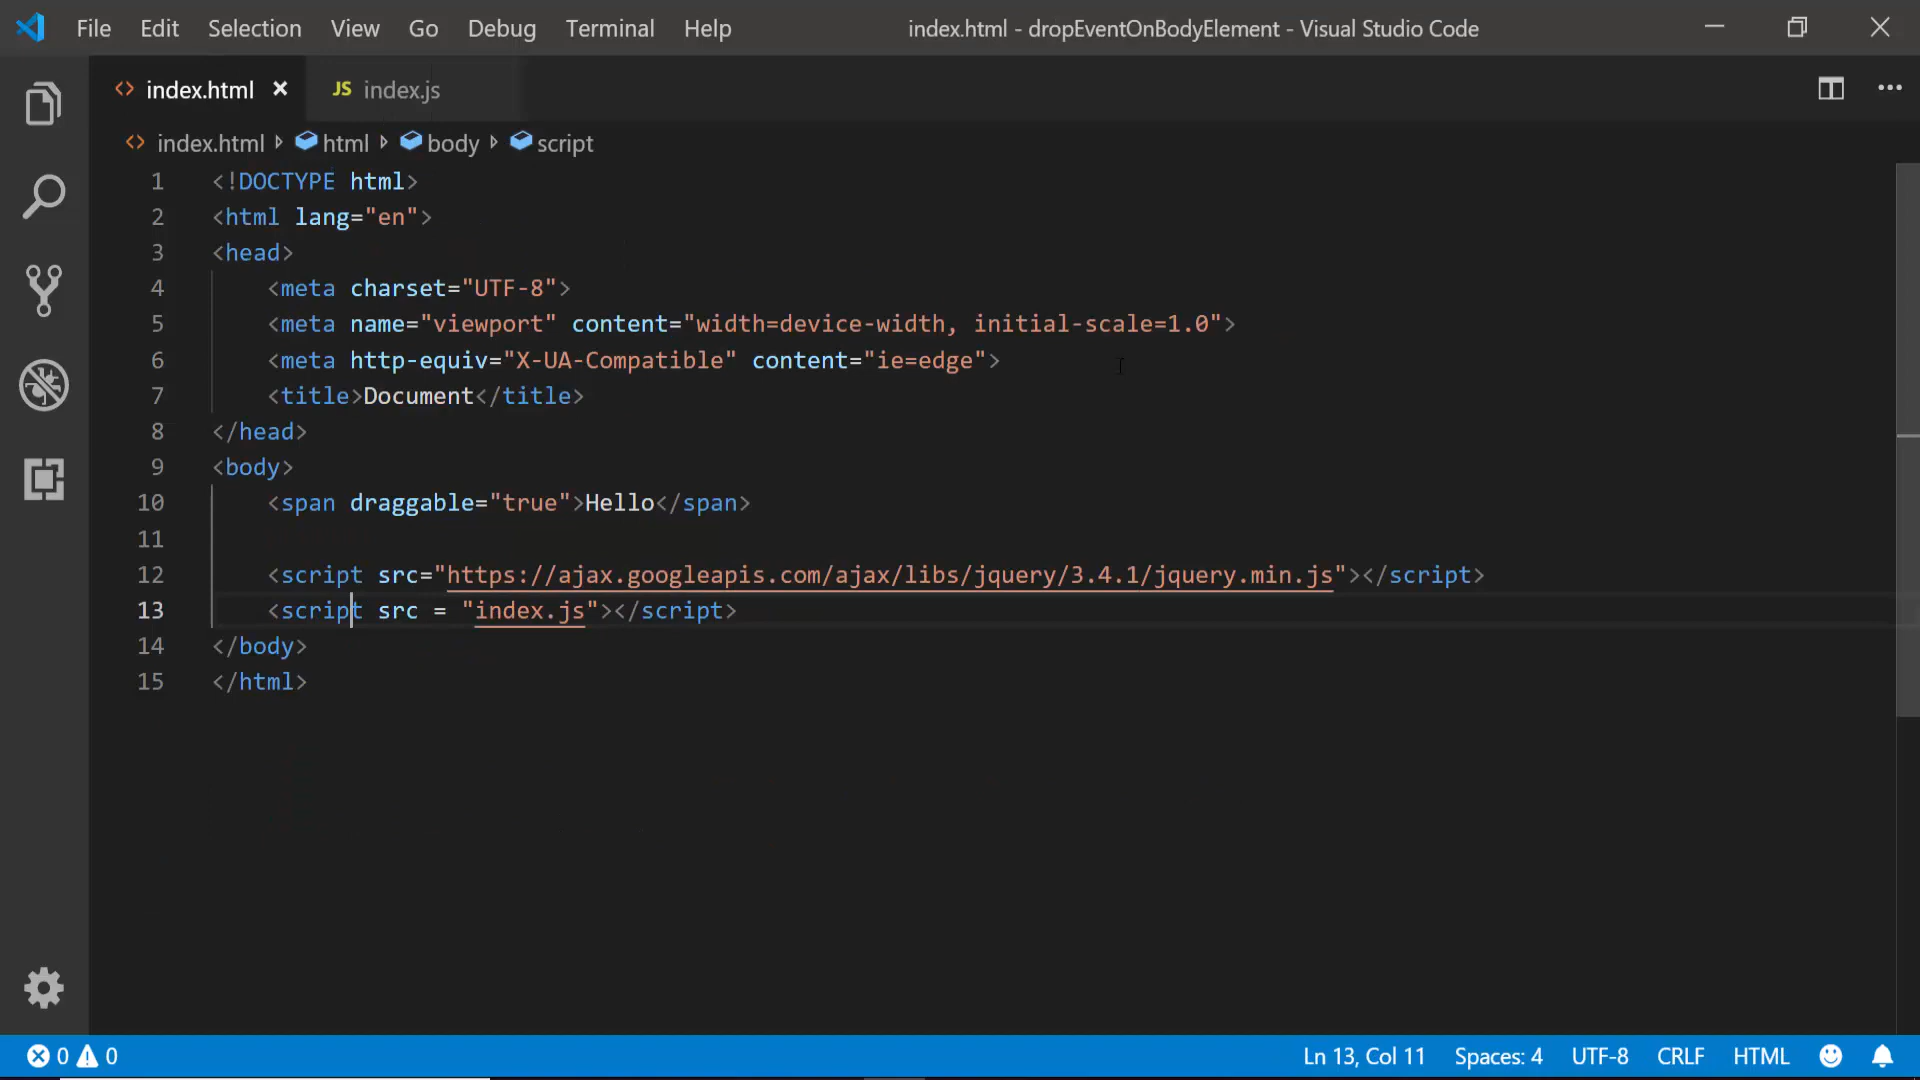 File Edit Selection View Go Debug Terminal Help index.html - dropEventOnBodyElement - Visual Studio Code
index.html JS index.js
index.html html body script
1 <!DOCTYPE html>
2 <html lang="en">
3 <head>
4 <meta charset="UTF-8">
5 <meta name="viewport" content="width=device-width, initial-scale=1.0">
6 <meta http-equiv="X-UA-Compatible" content="ie=edge">
7 <title>Document</title>
8 </head>
9 <body>
10 <span draggable="true">Hello</span>
11
12 <script src="https://ajax.googleapis.com/ajax/libs/jquery/3.4.1/jquery.min.js"></script>
13 <script src = "index.js"></script>
14 </body>
15 </html>
0 0 Ln 13, Col 11 Spaces: 4 UTF-8 CRLF HTML